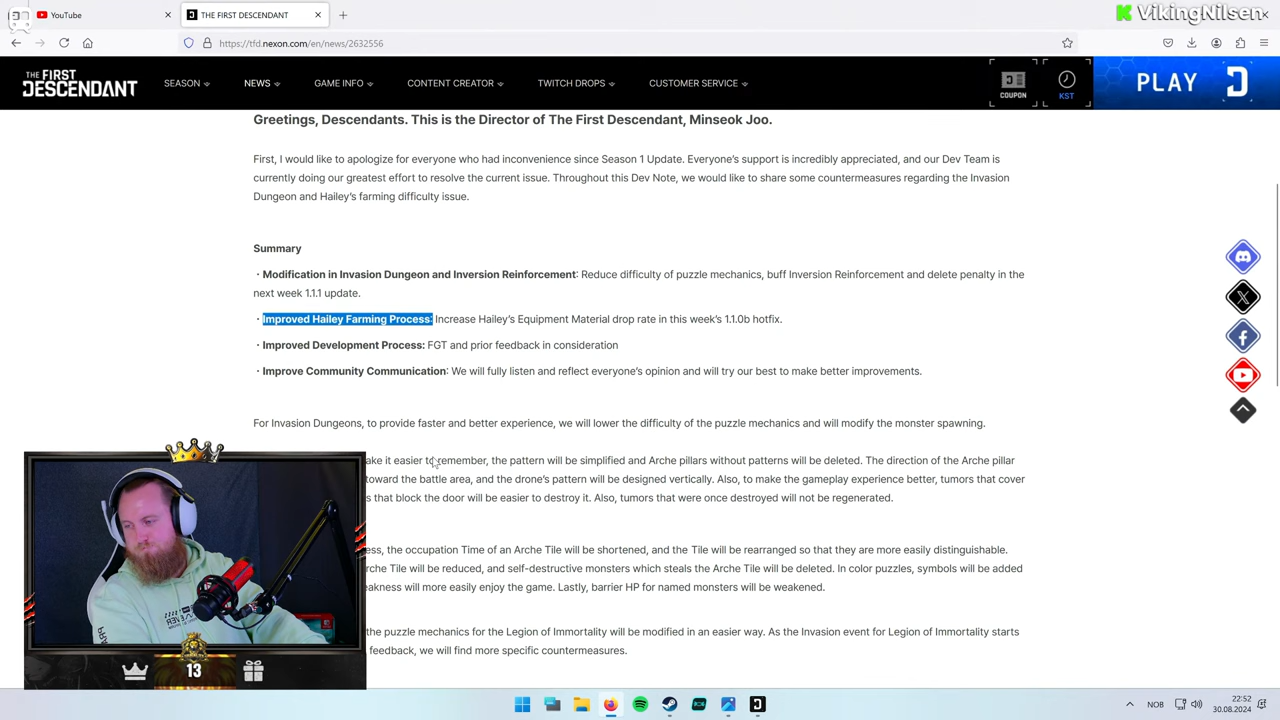 YouTube
THE FIRST DESCENDANT
VikingNilsen
https://tfd.nexon.com/en/news/2632556
THE FIRST
DESCENDANT
SEASON
NEWS
GAME INFO
CONTENT CREATOR
TWITCH DROPS
CUSTOMER SERVICE
COUPON
KST
PLAY
Greetings, Descendants. This is the Director of The First Descendant, Minseok Joo.
First, I would like to apologize for everyone who had inconvenience since Season 1 Update. Everyone's support is incredibly appreciated, and our Dev Team is
currently doing our greatest effort to resolve the current issue. Throughout this Dev Note, we would like to share some countermeasures regarding the Invasion
Dungeon and Hailey's farming difficulty issue.
Summary
· Modification in Invasion Dungeon and Inversion Reinforcement: Reduce difficulty of puzzle mechanics, buff Inversion Reinforcement and delete penalty in the
next week 1.1.1 update.
· Improved Hailey Farming Process: Increase Hailey's Equipment Material drop rate in this week's 1.1.0b hotfix.
· Improved Development Process: FGT and prior feedback in consideration
· Improve Community Communication: We will fully listen and reflect everyone's opinion and will try our best to make better improvements.
For Invasion Dungeons, to provide faster and better experience, we will lower the difficulty of the puzzle mechanics and will modify the monster spawning.
ake it easier to remember, the pattern will be simplified and Arche pillars without patterns will be deleted. The direction of the Arche pillar
toward the battle area, and the drone's pattern will be designed vertically. Also, to make the gameplay experience better, tumors that cover
s that block the door will be easier to destroy it. Also, tumors that were once destroyed will not be regenerated.
ess, the occupation Time of an Arche Tile will be shortened, and the Tile will be rearranged so that they are more easily distinguishable.
rche Tile will be reduced, and self-destructive monsters which steals the Arche Tile will be deleted. In color puzzles, symbols will be added
eakness will more easily enjoy the game. Lastly, barrier HP for named monsters will be weakened.
the puzzle mechanics for the Legion of Immortality will be modified in an easier way. As the Invasion event for Legion of Immortality starts
feedback, we will find more specific countermeasures.
13
NOB
22:52
30.08.2024